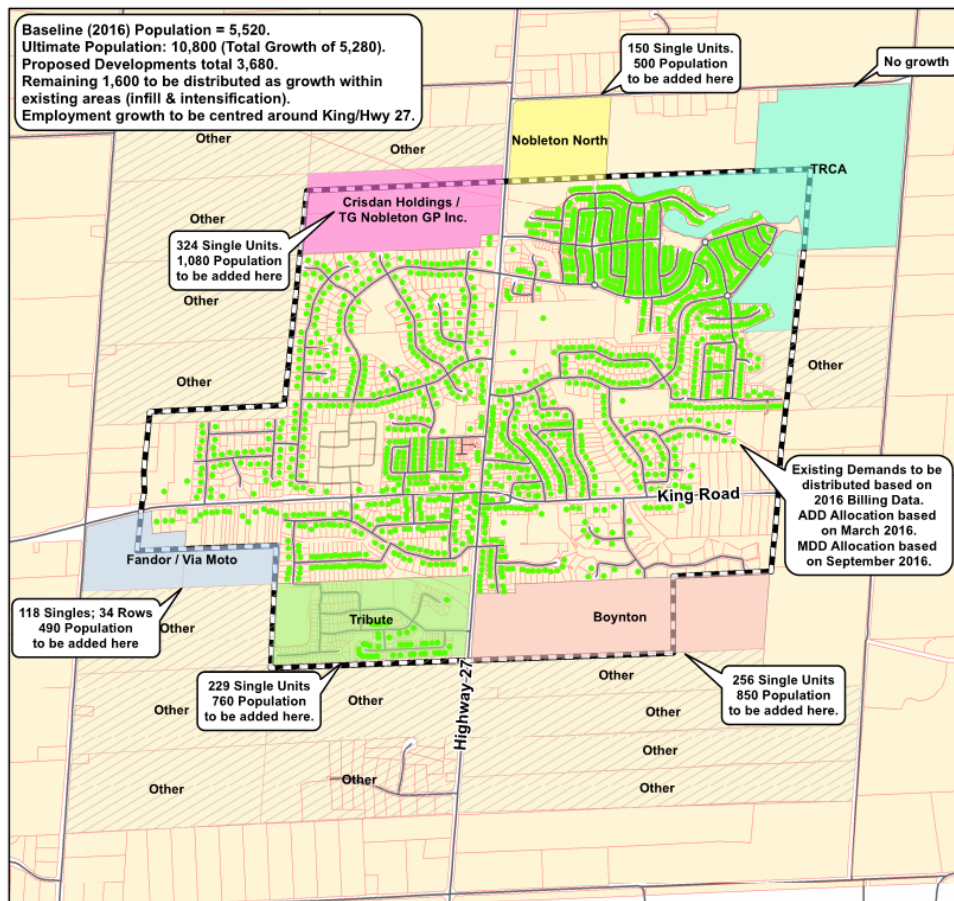 Baseline (2016) Population = 5,520.
Ultimate Population: 10,800 (Total Growth of 5,280).
Proposed Developments total 3,680.
Remaining 1,600 to be distributed as growth within
existing areas (infill & intensification).
Employment growth to be centred around King/Hwy 27.
150 Single Units.
500 Population
to be added here
No growth
Other
Other
Nobleton North
TRCA
Crisdan Holdings /
TG Nobleton GP Inc.
Other
324 Single Units.
1,080 Population
to be added here
Other
Other
Other
Existing Demands to be
distributed based on
2016 Billing Data.
ADD Allocation based
on March 2016.
MDD Allocation based
on September 2016.
King Road
Fandor / Via Moto
118 Singles; 34 Rows
490 Population
to be added here
Other
Tribute
Boynton
229 Single Units
760 Population
to be added here.
256 Single Units
850 Population
to be added here.
Highway 27
Other
Other
Other
Other
Other
Other
Other
Other